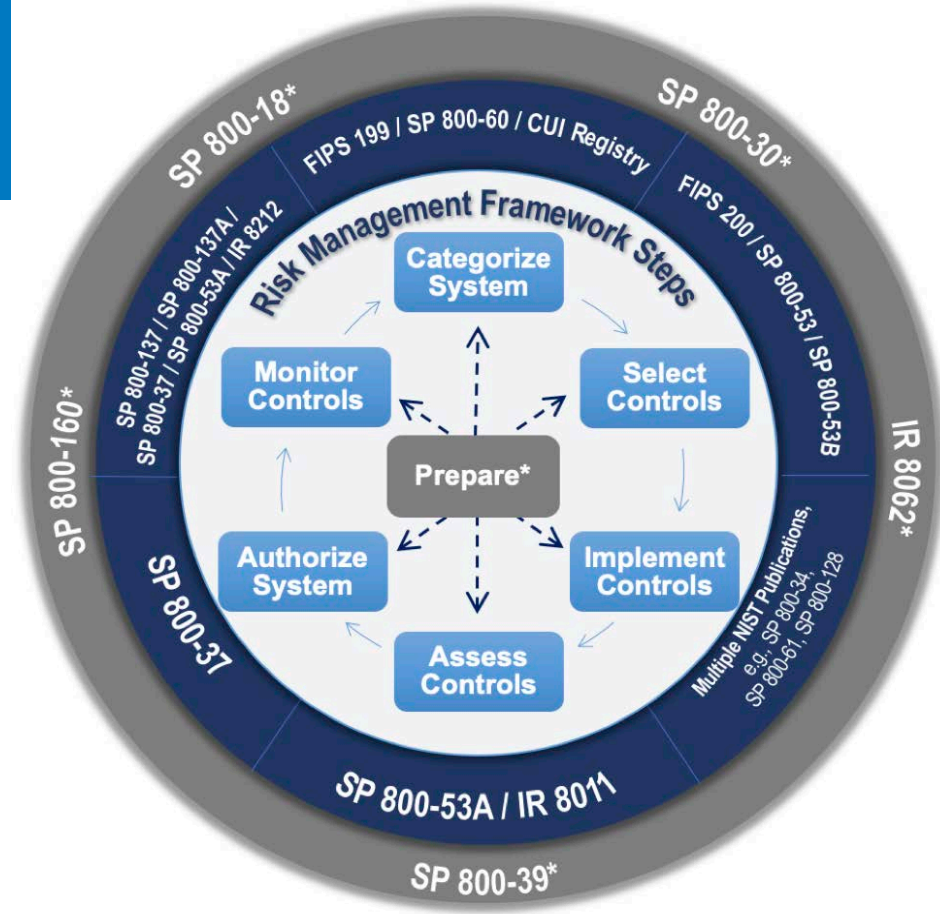 SP 800-18*
SP 800-30*
FIPS 199 / SP 800-60 / CUI Registry
FIPS 200 / SP 800-53 / SP 800-53B
SP 800-137 / SP 800-137A /
SP 800-37 / SP 800-53A / IR 8212
Risk Management Framework Steps
Categorize
System
Monitor
Controls
Select
Controls
SP 800-160*
IR 8062*
Prepare*
Authorize
System
Implement
Controls
Multiple NIST Publications,
e.g., SP 800-34,
SP 800-61, SP 800-128
SP 800-37
Assess
Controls
SP 800-53A / IR 8011
SP 800-39*